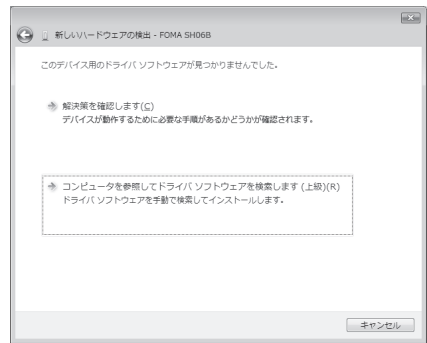 新しいハードウェアの検出 - FOMA SH06B
このデバイス用のドライバ ソフトウェアが見つかりませんでした。
解決策を確認します(C)
デバイスが動作するために必要な手順があるかどうかが確認されます。
コンピュータを参照してドライバ ソフトウェアを検索します (上級)(R)
ドライバ ソフトウェアを手動で検索してインストールします。
キャンセル